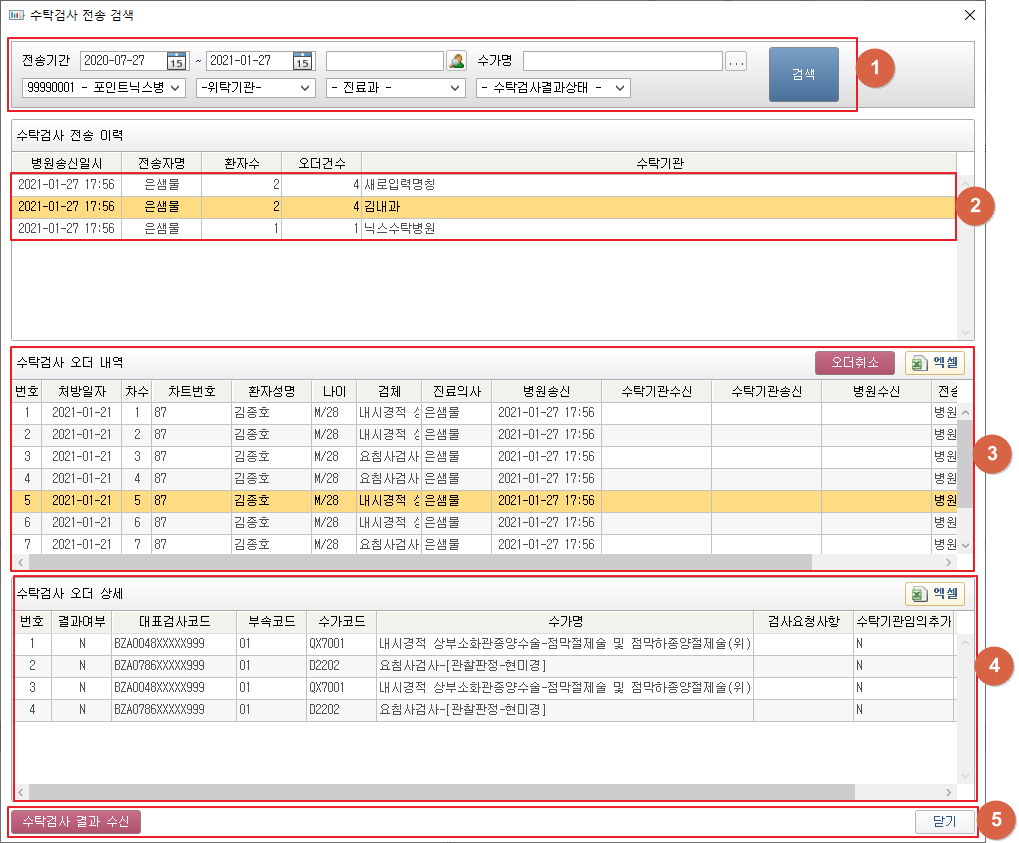 수탁검사 전송 검색
전송기간 2020-07-27 15 ~ 2021-01-27 15 수가명 ... 검색 1
99990001 - 포인트닉스병 -위탁기관- - 진료과 - - 수탁검사결과상태 -
수탁검사 전송 이력
병원송신일시 전송자명 환자수 오더건수 수탁기관
2021-01-27 17:56 은샘물 2 4 새로입력명칭
2021-01-27 17:56 은샘물 2 4 김내과 2
2021-01-27 17:56 은샘물 1 1 닉스수탁병원
수탁검사 오더 내역 오더취소 엑셀
번호 처방일자 차수 차트번호 환자성명 나이 검체 진료의사 병원송신 수탁기관수신 수탁기관송신 병원수신 전송
1 2021-01-21 1 87 김종호 M/28 내시경적 상 은샘물 2021-01-27 17:56 병원
2 2021-01-21 2 87 김종호 M/28 내시경적 상 은샘물 2021-01-27 17:56 병원
3 2021-01-21 3 87 김종호 M/28 요침사검사 은샘물 2021-01-27 17:56 병원 3
4 2021-01-21 4 87 김종호 M/28 요침사검사 은샘물 2021-01-27 17:56 병원
5 2021-01-21 5 87 김종호 M/28 내시경적 상 은샘물 2021-01-27 17:56 병원
6 2021-01-21 6 87 김종호 M/28 내시경적 상 은샘물 2021-01-27 17:56 병원
7 2021-01-21 7 87 김종호 M/28 요침사검사 은샘물 2021-01-27 17:56 병원
수탁검사 오더 상세 엑셀
번호 결과여부 대표검사코드 부속코드 수가코드 수가명 검사요청사항 수탁기관임의추가
1 N BZA0048XXXXX999 01 QX7001 내시경적 상부소화관종양수술-점막절제술 및 점막하종양절제술(위) N
2 N BZA0786XXXXX999 01 D2202 요침사검사-[관찰판정-현미경] N 4
3 N BZA0048XXXXX999 01 QX7001 내시경적 상부소화관종양수술-점막절제술 및 점막하종양절제술(위) N
4 N BZA0786XXXXX999 01 D2202 요침사검사-[관찰판정-현미경] N
수탁검사 결과 수신 닫기 5